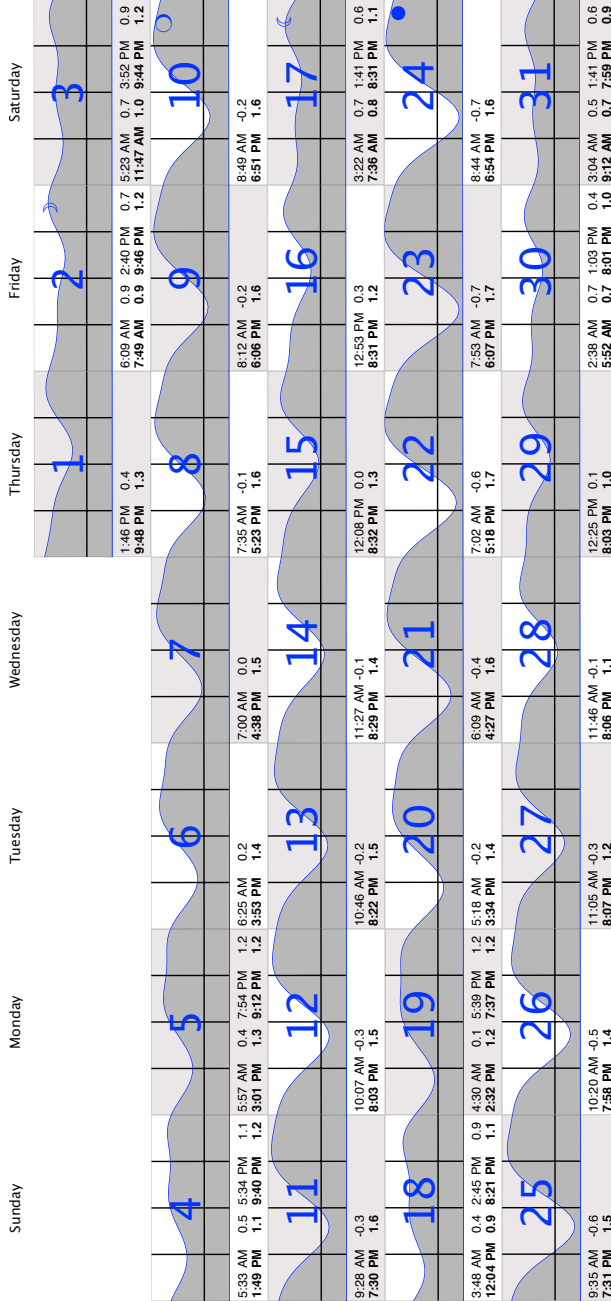 Sunday Monday Tuesday Wednesday Thursday Friday Saturday
1 2 3
1:46 PM 0.4 6:09 AM 0.9 2:40 PM 0.7 5:23 AM 0.7 3:52 PM 0.9
9:48 PM 1.3 7:49 AM 0.9 9:46 PM 1.2 11:47 AM 1.0 9:44 PM 1.2
4 5 6 7 8 9 10
5:33 AM 0.5 5:34 PM 1.1 5:57 AM 0.4 7:54 PM 1.2 6:25 AM 0.2 7:00 AM 0.0 7:35 AM -0.1 8:12 AM -0.2 8:49 AM -0.2
1:49 PM 1.1 9:40 PM 1.2 3:01 PM 1.3 9:12 PM 1.2 3:53 PM 1.4 4:38 PM 1.5 5:23 PM 1.6 6:06 PM 1.6 6:51 PM 1.6
11 12 13 14 15 16 17
9:28 AM -0.3 10:07 AM -0.3 10:46 AM -0.2 11:27 AM -0.1 12:08 PM 0.0 12:53 PM 0.3 3:22 AM 0.7 1:41 PM 0.6
7:30 PM 1.6 8:03 PM 1.5 8:22 PM 1.5 8:29 PM 1.4 8:32 PM 1.3 8:31 PM 1.2 7:36 AM 0.8 8:31 PM 1.1
18 19 20 21 22 23 24
3:48 AM 0.4 2:45 PM 0.9 4:30 AM 0.1 5:39 PM 1.2 5:18 AM -0.2 6:09 AM -0.4 7:02 AM -0.6 7:53 AM -0.7 8:44 AM -0.7
12:04 PM 0.9 8:21 PM 1.1 2:32 PM 1.2 7:37 PM 1.2 3:34 PM 1.4 4:27 PM 1.6 5:18 PM 1.7 6:07 PM 1.7 6:54 PM 1.6
25 26 27 28 29 30 31
9:35 AM -0.6 10:20 AM -0.5 11:05 AM -0.3 11:46 AM -0.1 12:25 PM 0.1 2:38 AM 0.7 1:03 PM 0.4 3:04 AM 0.5 1:41 PM 0.6
7:31 PM 1.5 7:58 PM 1.4 8:07 PM 1.2 8:06 PM 1.1 8:03 PM 1.0 5:52 AM 0.7 8:01 PM 1.0 9:12 AM 0.7 7:59 PM 0.9